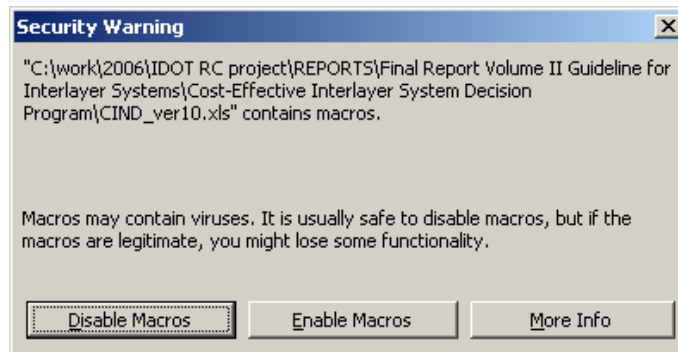 Security Warning
"C:\work\2006\IDOT RC project\REPORTS\Final Report Volume II Guideline for
Interlayer Systems\Cost-Effective Interlayer System Decision
Program\CIND_ver10.xls" contains macros.
Macros may contain viruses. It is usually safe to disable macros, but if the
macros are legitimate, you might lose some functionality.
Disable Macros
Enable Macros
More Info